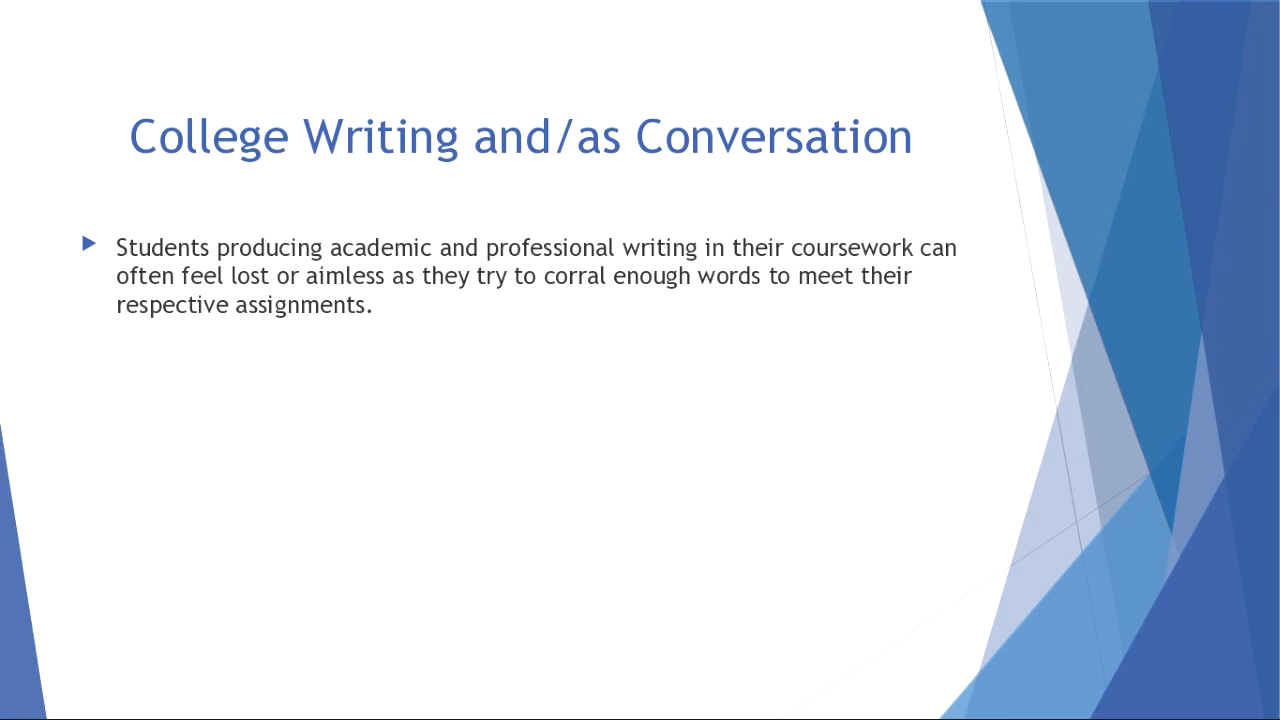 College Writing and/as Conversation
Students producing academic and professional writing in their coursework can
often feel lost or aimless as they try to corral enough words to meet their
respective assignments.